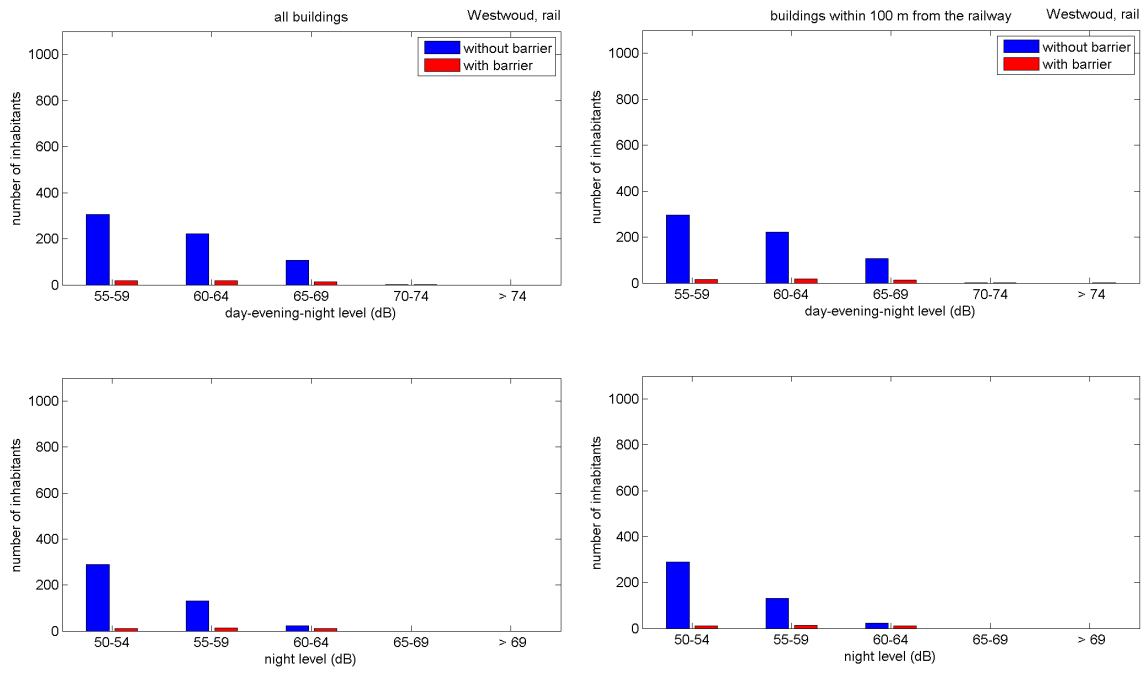 all buildings
Westwoud, rail
without barrier
with barrier
number of inhabitants
1000
800
600
400
200
0
55-59 60-64 65-69 70-74 > 74
day-evening-night level (dB)
buildings within 100 m from the railway
Westwoud, rail
without barrier
with barrier
number of inhabitants
1000
800
600
400
200
0
55-59 60-64 65-69 70-74 > 74
day-evening-night level (dB)
number of inhabitants
1000
800
600
400
200
0
50-54 55-59 60-64 65-69 > 69
night level (dB)
number of inhabitants
1000
800
600
400
200
0
50-54 55-59 60-64 65-69 > 69
night level (dB)